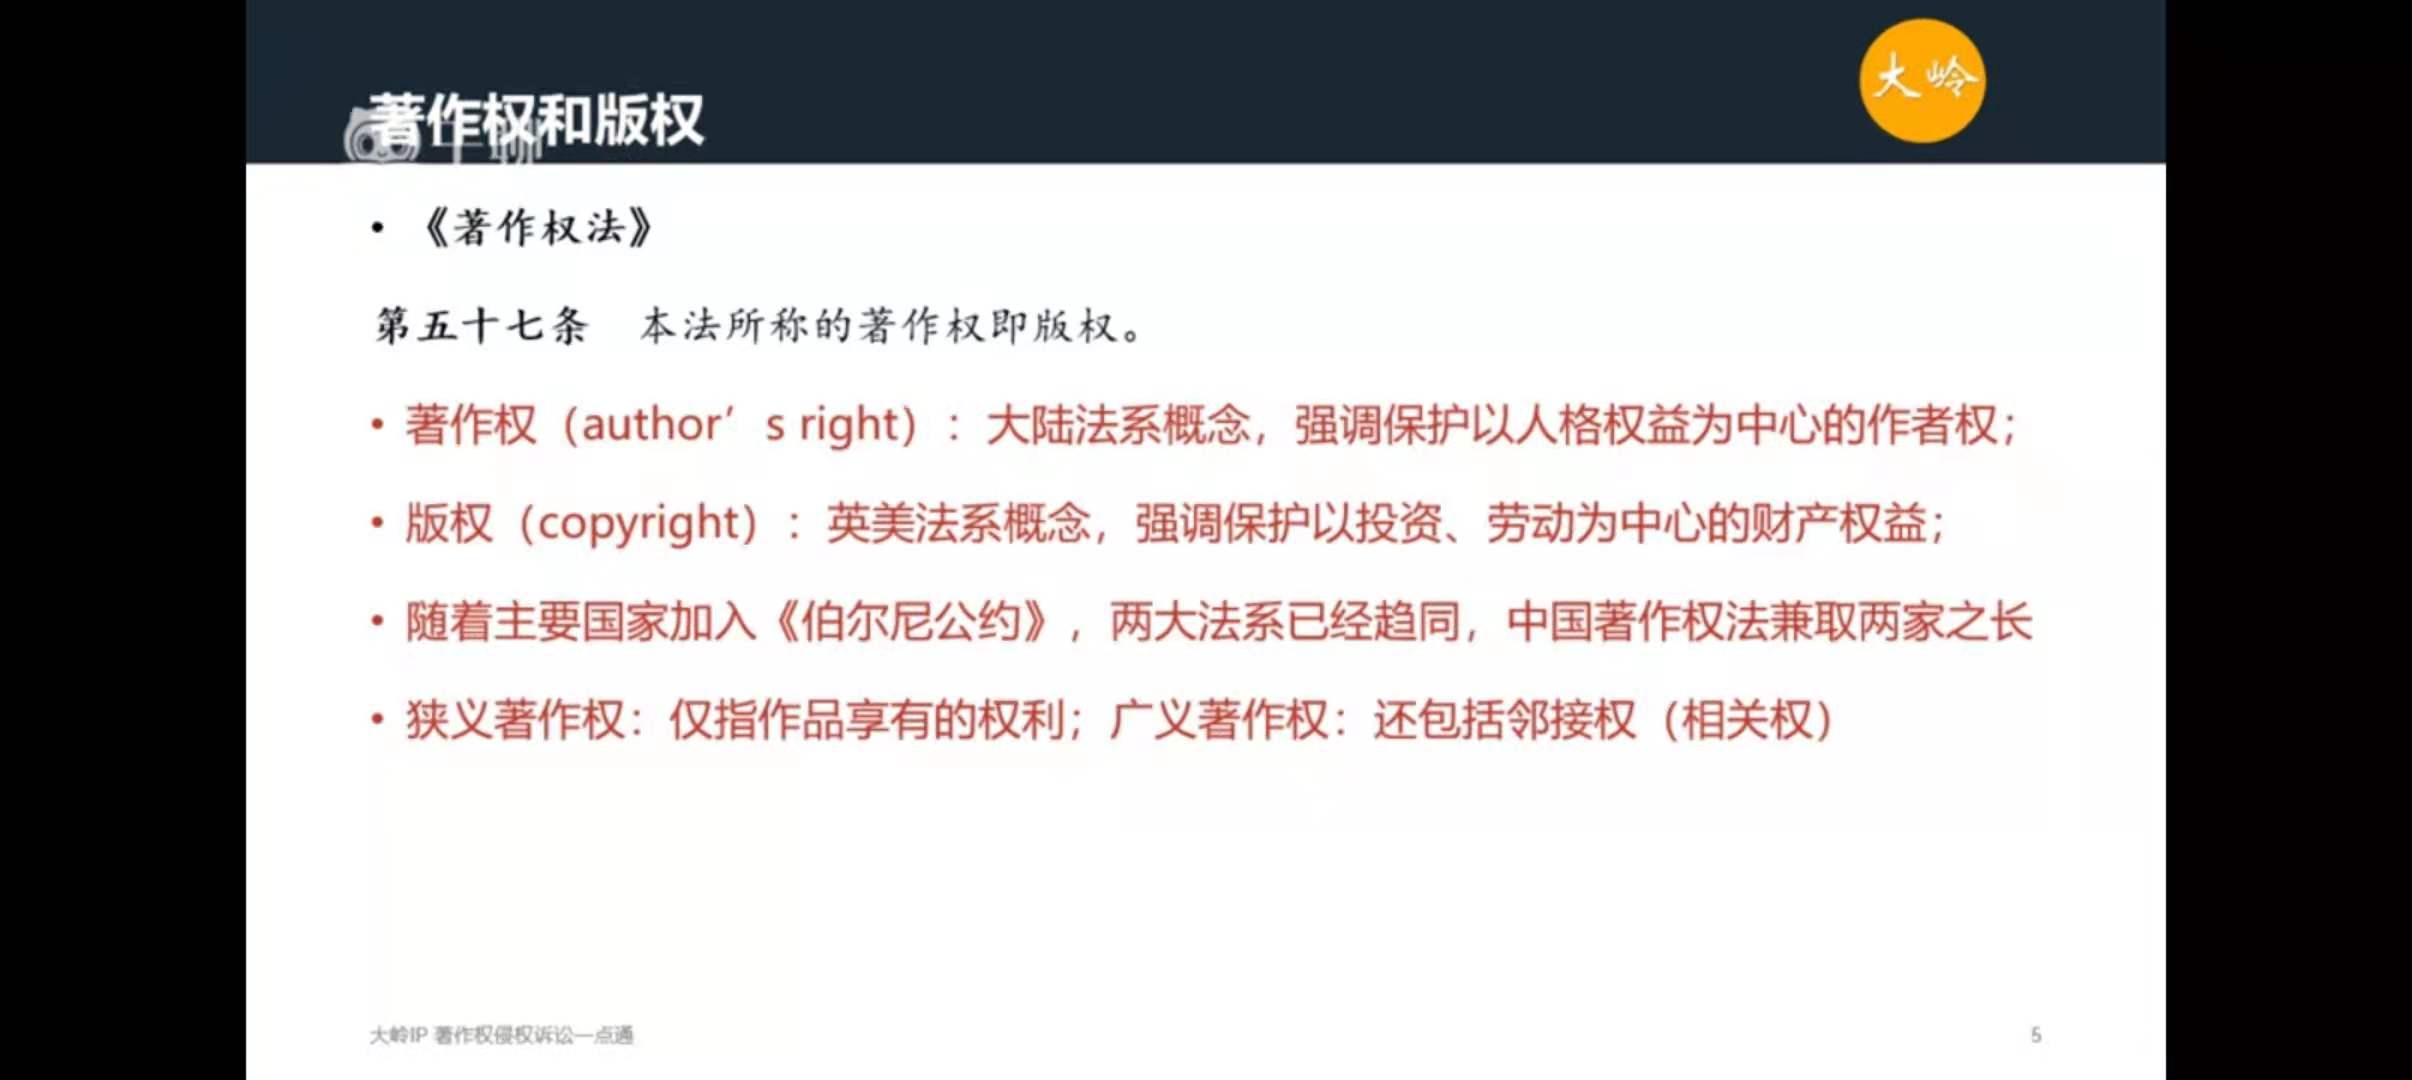 大岭
著作权和版权
千聊
• 《著作权法》
第五十七条 本法所称的著作权即版权。
• 著作权（author’s right）：大陆法系概念，强调保护以人格权益为中心的作者权；
• 版权（copyright）：英美法系概念，强调保护以投资、劳动为中心的财产权益；
• 随着主要国家加入《伯尔尼公约》，两大法系已经趋同，中国著作权法兼取两家之长
• 狭义著作权：仅指作品享有的权利；广义著作权：还包括邻接权（相关权）
大岭IP 著作权侵权诉讼一点通
5